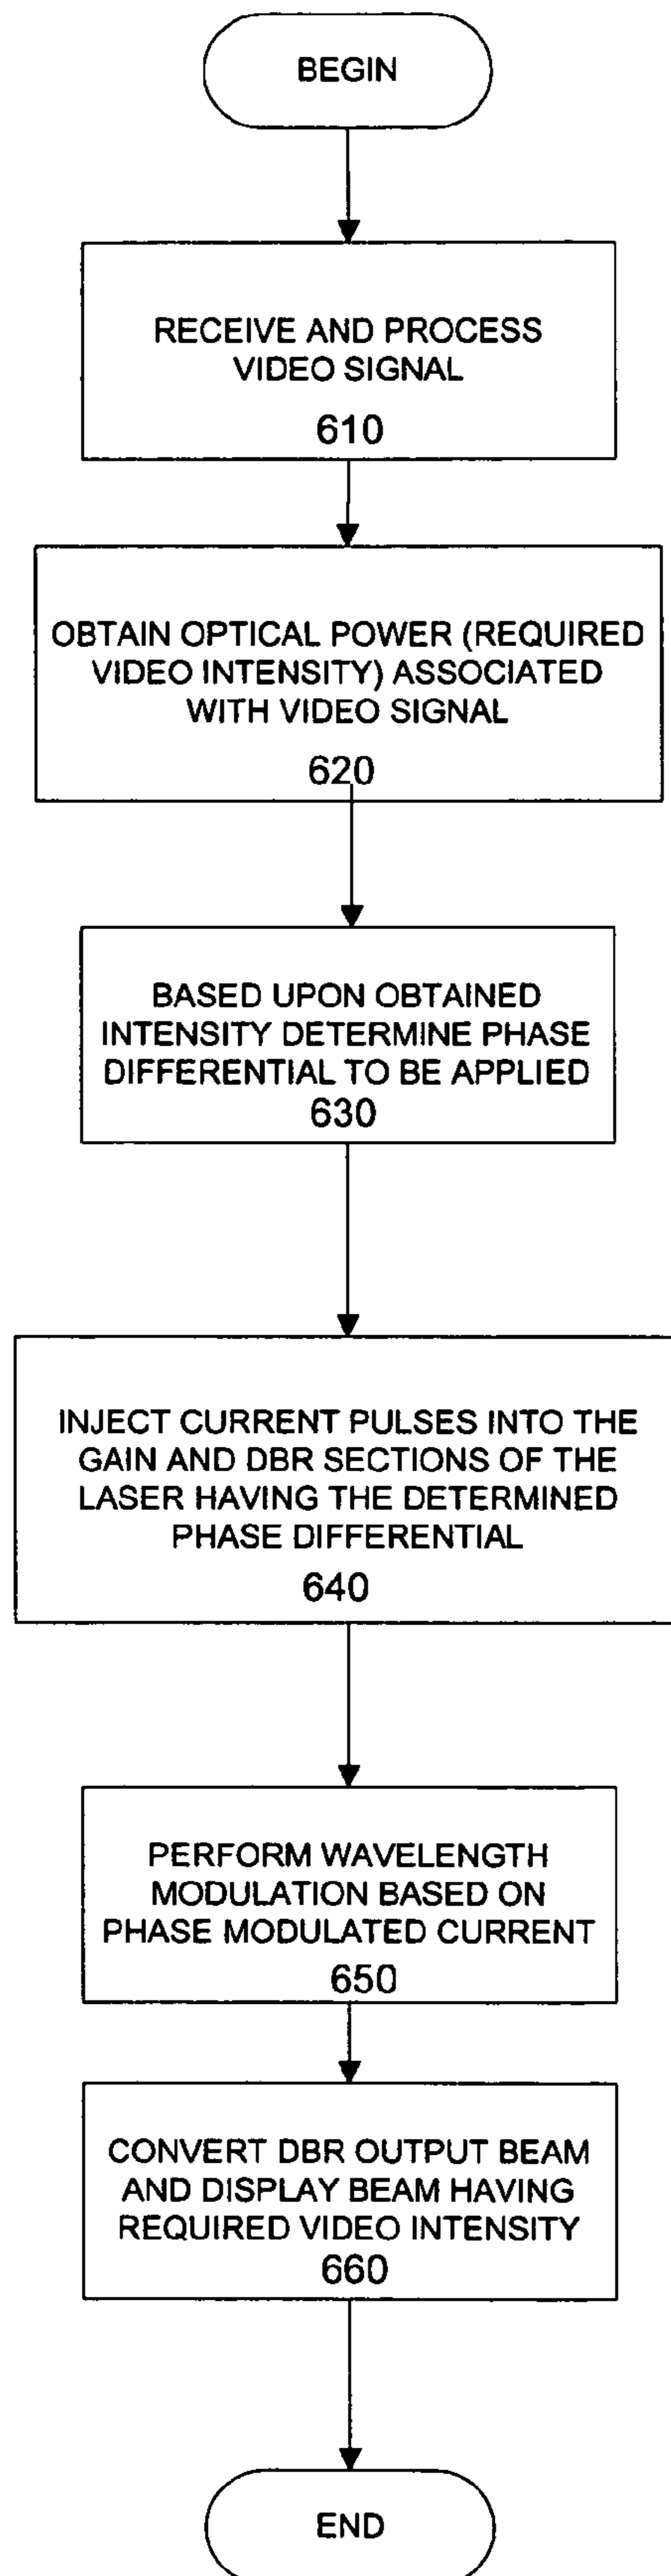 BEGIN
RECEIVE AND PROCESS
VIDEO SIGNAL
610
OBTAIN OPTICAL POWER (REQUIRED
VIDEO INTENSITY) ASSOCIATED
WITH VIDEO SIGNAL
620
BASED UPON OBTAINED
INTENSITY DETERMINE PHASE
DIFFERENTIAL TO BE APPLIED
630
INJECT CURRENT PULSES INTO THE
GAIN AND DBR SECTIONS OF THE
LASER HAVING THE DETERMINED
PHASE DIFFERENTIAL
640
PERFORM WAVELENGTH
MODULATION BASED ON
PHASE MODULATED CURRENT
650
CONVERT DBR OUTPUT BEAM
AND DISPLAY BEAM HAVING
REQUIRED VIDEO INTENSITY
660
END